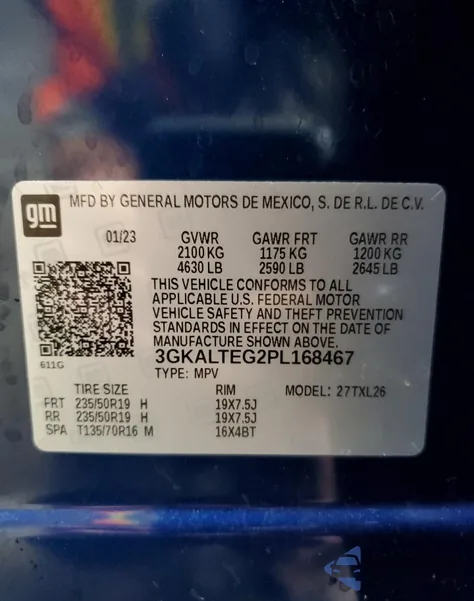 gm MFD BY GENERAL MOTORS DE MEXICO, S. DE R.L. DE C.V.
01/23 GVWR GAWR FRT GAWR RR
2100 KG 1175 KG 1200 KG
4630 LB 2590 LB 2645 LB
THIS VEHICLE CONFORMS TO ALL
APPLICABLE U.S. FEDERAL MOTOR
VEHICLE SAFETY AND THEFT PREVENTION
STANDARDS IN EFFECT ON THE DATE OF
MANUFACTURE SHOWN ABOVE.
3GKALTEG2PL168467
611G
TYPE: MPV
TIRE SIZE RIM MODEL: 27TXL26
FRT 235/50R19 H 19X7.5J
RR 235/50R19 H 19X7.5J
SPA T135/70R16 M 16X4BT